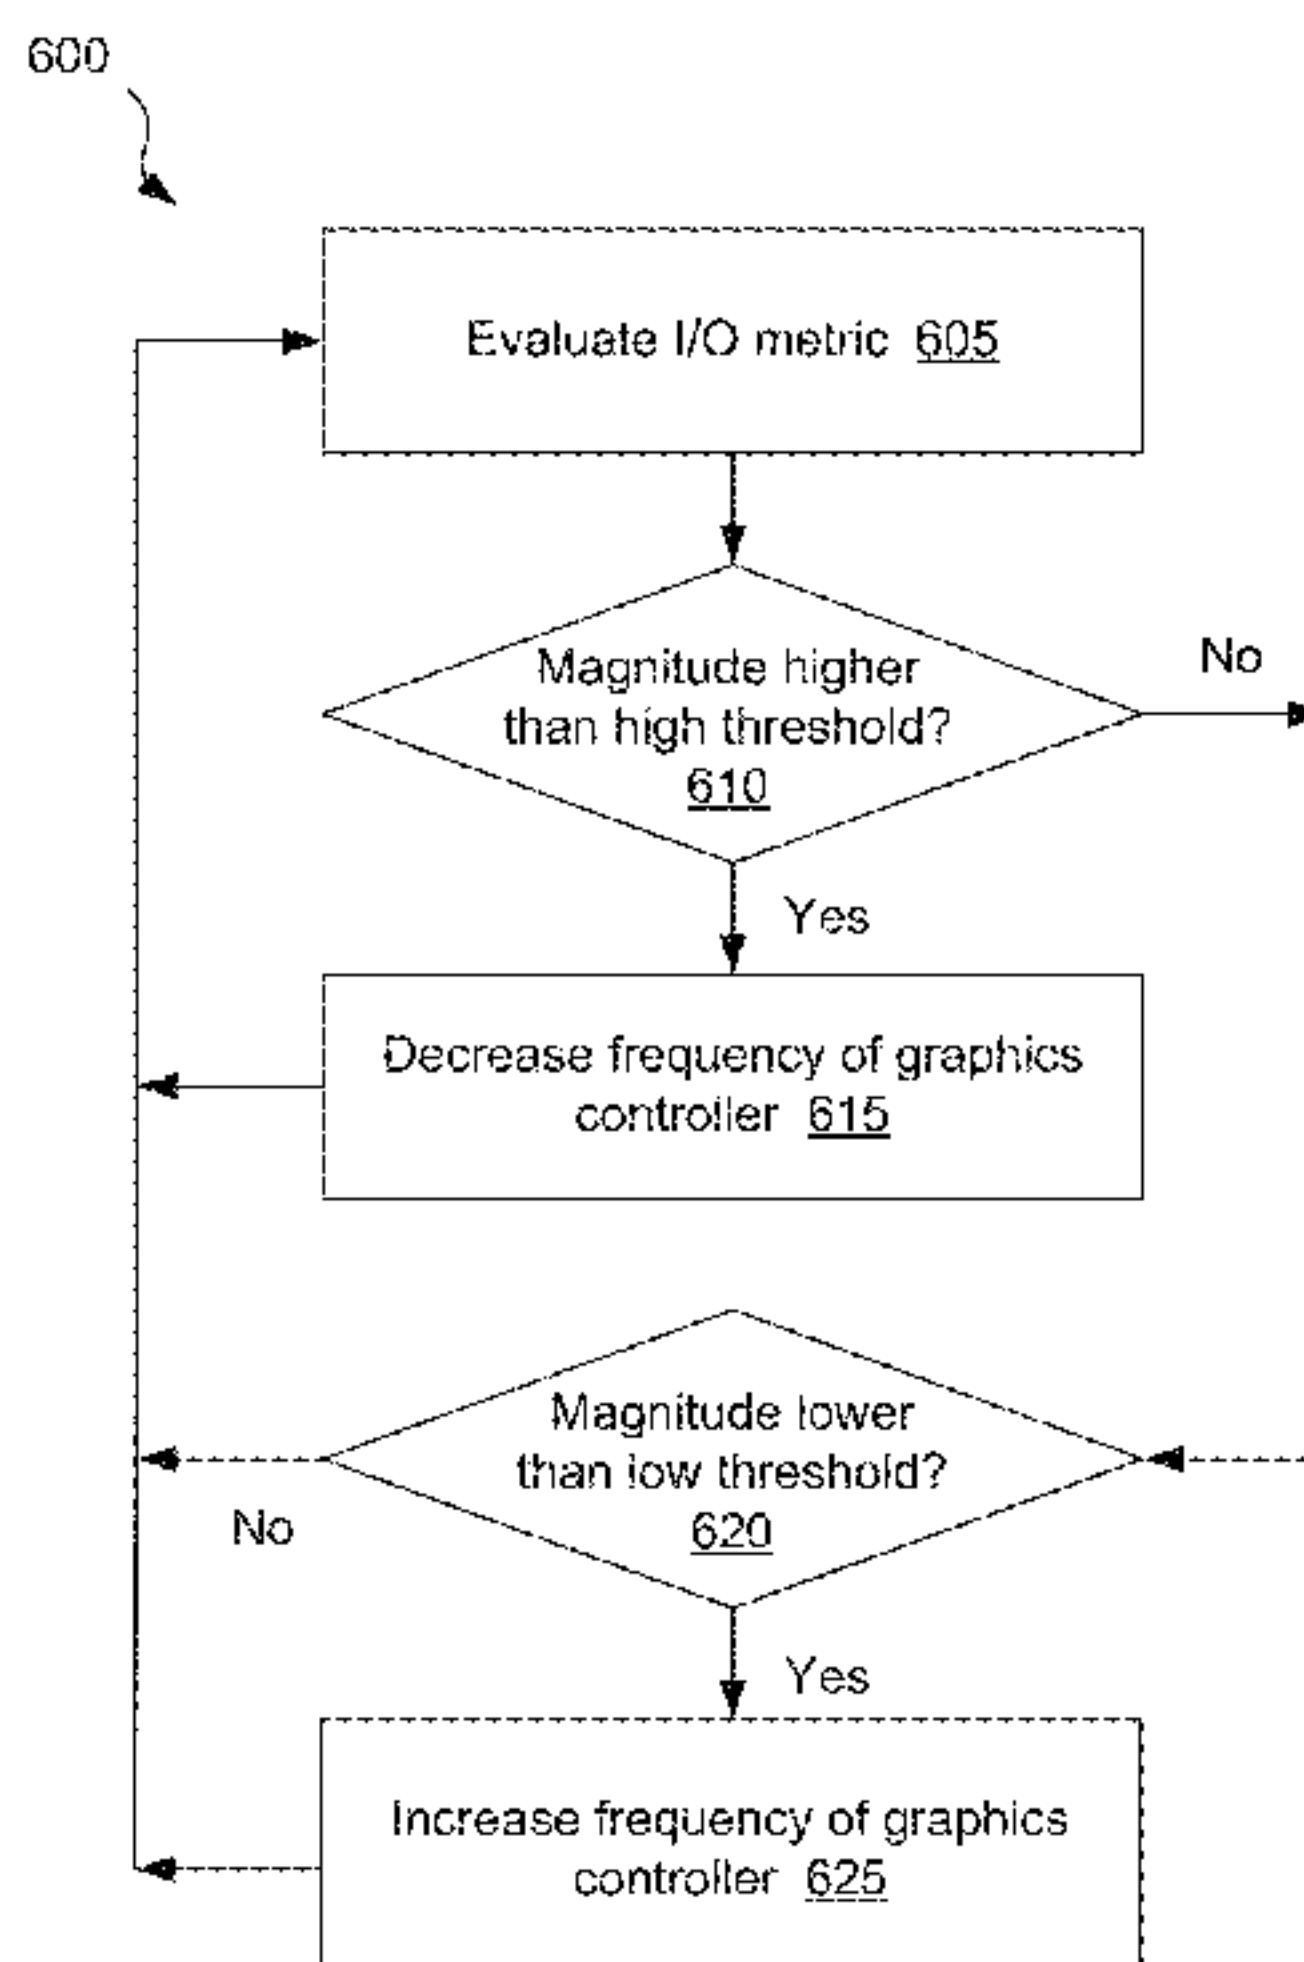 600
Evaluate I/O metric 605
Magnitude higher
than high threshold?
610
No
Yes
Decrease frequency of graphics
controller 615
Magnitude lower
than low threshold?
620
No
Yes
Increase frequency of graphics
controller 625